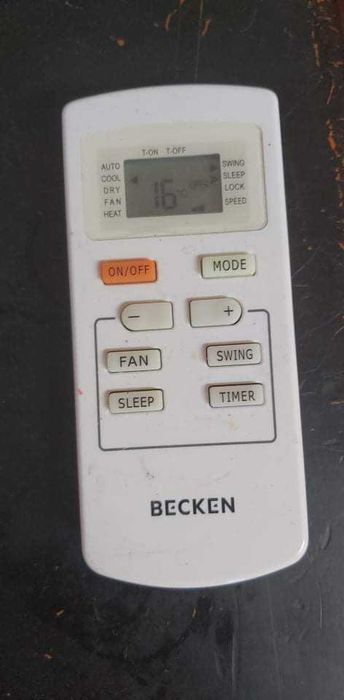 T-ON T-OFF
AUTO SWING
COOL SLEEP
DRY LOCK
FAN SPEED
HEAT
16°C
ON/OFF MODE
- +
FAN SWING
SLEEP TIMER
BECKEN